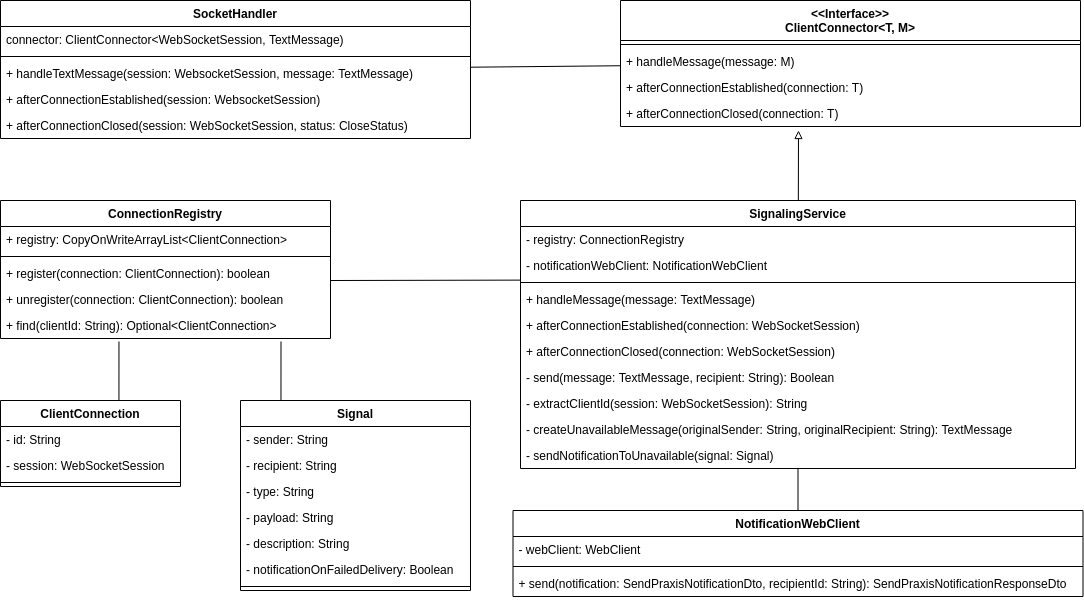 SocketHandler
connector: ClientConnector<WebSocketSession, TextMessage)
+ handleTextMessage(session: WebsocketSession, message: TextMessage)
+ afterConnectionEstablished(session: WebsocketSession)
+ afterConnectionClosed(session: WebSocketSession, status: CloseStatus)
<<Interface>>
ClientConnector<T, M>
+ handleMessage(message: M)
+ afterConnectionEstablished(connection: T)
+ afterConnectionClosed(connection: T)
ConnectionRegistry
+ registry: CopyOnWriteArrayList<ClientConnection>
+ register(connection: ClientConnection): boolean
+ unregister(connection: ClientConnection): boolean
+ find(clientId: String): Optional<ClientConnection>
SignalingService
- registry: ConnectionRegistry
- notificationWebClient: NotificationWebClient
+ handleMessage(message: TextMessage)
+ afterConnectionEstablished(connection: WebSocketSession)
+ afterConnectionClosed(connection: WebSocketSession)
- send(message: TextMessage, recipient: String): Boolean
- extractClientId(session: WebSocketSession): String
- createUnavailableMessage(originalSender: String, originalRecipient: String): TextMessage
- sendNotificationToUnavailable(signal: Signal)
ClientConnection
- id: String
- session: WebSocketSession
Signal
- sender: String
- recipient: String
- type: String
- payload: String
- description: String
- notificationOnFailedDelivery: Boolean
NotificationWebClient
- webClient: WebClient
+ send(notification: SendPraxisNotificationDto, recipientId: String): SendPraxisNotificationResponseDto